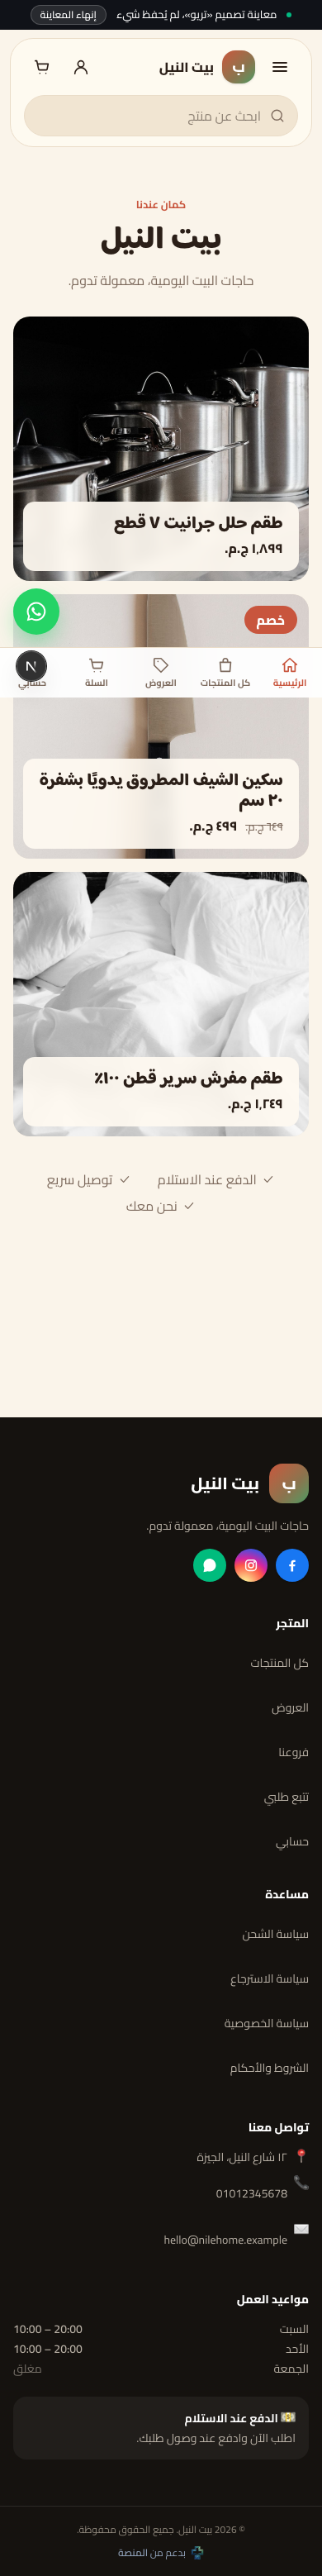 معاينة تصميم «تريو»، لم يُحفظ شيء
إنهاء المعاينة
ب
بيت النيل
ابحث عن منتج
كمان عندنا
بيت النيل
حاجات البيت اليومية، معمولة تدوم.
طقم حلل جرانيت ٧ قطع
١,٨٩٩ ج.م.
خصم
الرئيسية
كل المنتجات
العروض
السلة
حسابي
N
سكين الشيف المطروق يدويًا بشفرة
٢٠ سم
٦٤٩ ج.م. ٤٩٩ ج.م.
طقم مفرش سرير قطن ١٠٠٪
١,٢٤٩ ج.م.
الدفع عند الاستلام
توصيل سريع
نحن معك
ب
بيت النيل
حاجات البيت اليومية، معمولة تدوم.
المتجر
كل المنتجات
العروض
فروعنا
تتبع طلبي
حسابي
مساعدة
سياسة الشحن
سياسة الاسترجاع
سياسة الخصوصية
الشروط والأحكام
تواصل معنا
١٢ شارع النيل، الجيزة
01012345678
hello@nilehome.example
مواعيد العمل
السبت 10:00 – 20:00
الأحد 10:00 – 20:00
الجمعة مغلق
الدفع عند الاستلام
اطلب الآن وادفع عند وصول طلبك.
© 2026 بيت النيل. جميع الحقوق محفوظة.
بدعم من المنصة